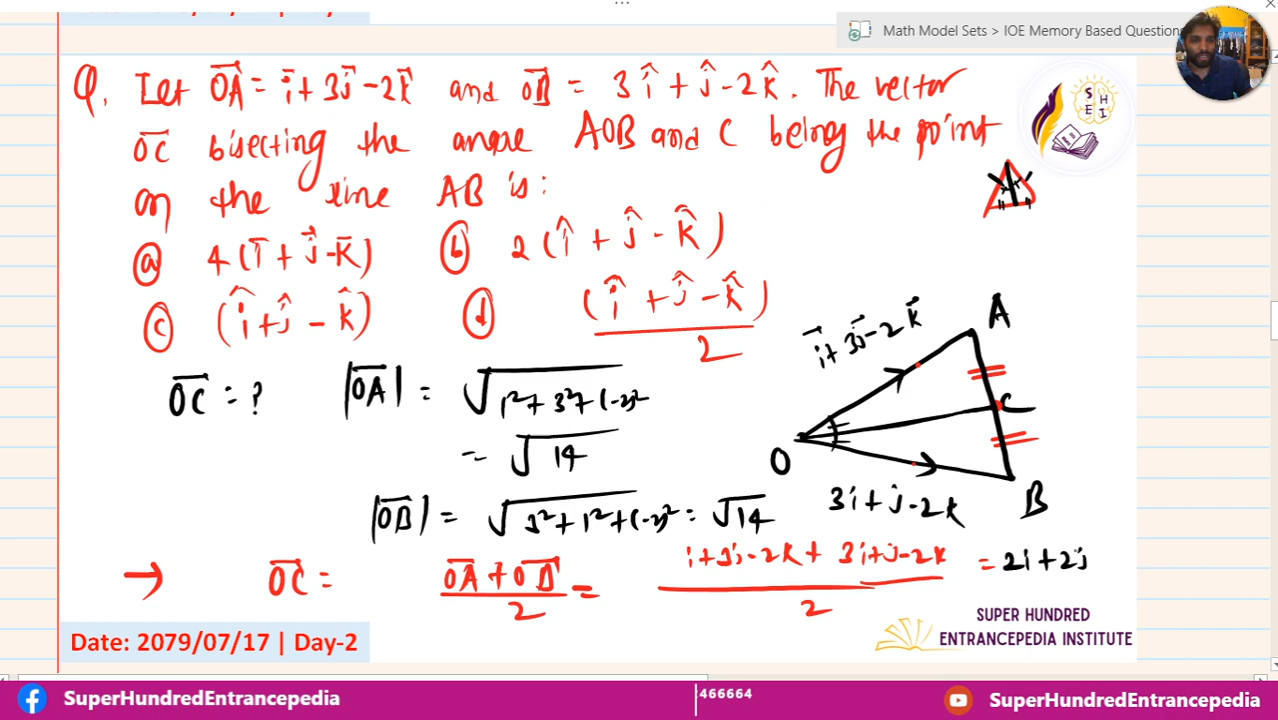 Math Model Sets > IOE Memory Based Question
Q. Let OA = i + 3j - 2k and OB = 3î + ĵ - 2k̂. The vector
OC bisecting the angle AOB and C being the point
on the line AB is:
(a) 4(i + j - k) (b) 2(î + ĵ - k̂)
(c) (î + ĵ - k̂) (d) (î + ĵ - k̂)/2
S H
E I
OC = ? |OA| = √1² + 3² + (-2)²
= √14
|OB| = √3² + 1² + (-2)² = √14
→ OC = (OA + OB)/2 = (i + 3j - 2k + 3i + j - 2k)/2 = 2i + 2j
A
i + 3j - 2k
C
O
3i + j - 2k
B
SUPER HUNDRED
ENTRANCEPEDIA INSTITUTE
Date: 2079/07/17 | Day-2
SuperHundredEntrancepedia
466664
SuperHundredEntrancepedia